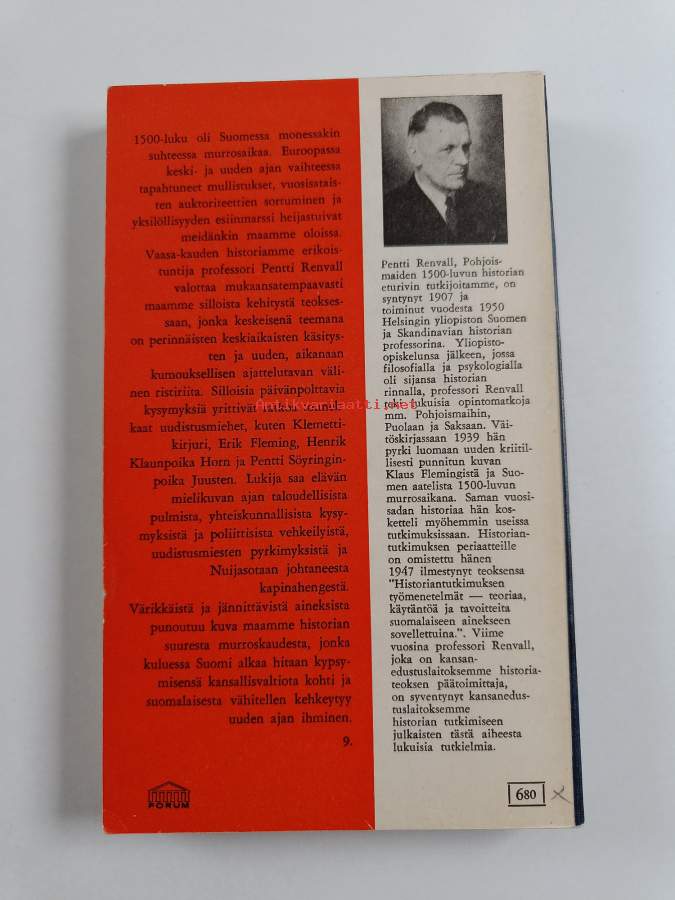 1500-luku oli Suomessa monessakin
suhteessa murrosaikaa. Euroopassa
keski- ja uuden ajan vaihteessa
tapahtuneet mullistukset, vuosisatais-
ten auktoriteettien sortuminen ja
yksilöllisyyden esiinmarssi heijastuivat
meidänkin maamme oloissa.
Vaasa-kauden historiamme erikois-
tuntija professori Pentti Renvall
valottaa mukaansatempaavasti
maamme silloista kehitystä teokses-
saan, jonka keskeisenä teemana
on perinnäisten keskiaikaisten käsitys-
ten ja uuden, aikanaan
kumouksellisen ajattelutavan väli-
nen ristiriita. Silloisia päivänpolttavia
kysymyksiä yrittivät ratkoa
kaat uudistusmiehet, kuten Klemetti-
kirjuri, Erik Fleming, Henrik
Klaunpoika Horn ja Pentti Söyringin-
poika Juusten. Lukija saa elävän
mielikuvan ajan taloudellisista
pulmista, yhteiskunnallisista kysy-
myksistä ja poliittisista vehkeilyistä,
uudistusmiesten pyrkimyksistä ja
Nuijasotaan johtaneesta
kapinahengestä.
Värikkäistä ja jännittävistä aineksista
punoutuu kuva maamme historian
suuresta murroskaudesta, jonka
kuluessa Suomi alkaa hitaan kypsy-
misensä kansallisvaltiota kohti ja
suomalaisesta vähitellen kehkeytyy
uuden ajan ihminen.
9.
FORUM
Pentti Renvall, Pohjois-
maiden 1500-luvun historian
eturivin tutkijoitamme, on
syntynyt 1907 ja
toiminut vuodesta 1950
Helsingin yliopiston Suomen
ja Skandinavian historian
professorina. Yliopisto-
opiskelunsa jälkeen, jossa
filosofialla ja psykologialla
oli sijansa historian
rinnalla, professori Renvall
teki lukuisia opintomatkoja
mm. Pohjoismaihin,
Puolaan ja Saksaan. Väi-
töskirjassaan 1939 hän
pyrki luomaan uuden kriitil-
lisesti punnitun kuvan
Klaus Flemingistä ja Suo-
men aatelista 1500-luvun
murrosaikana. Saman vuosi-
sadan historiaa hän kos-
ketteli myöhemmin useissa
tutkimuksissaan. Historian-
tutkimuksen periaatteille
on omistettu hänen
1947 ilmestynyt teoksensa
"Historiantutkimuksen
työmenetelmät — teoriaa,
käytäntöä ja tavoitteita
suomalaiseen ainekseen
sovellettuina.". Viime
vuosina professori Renvall,
joka on kansan-
edustuslaitoksemme historia-
teoksen päätoimittaja,
on syventynyt kansanedus-
tuslaitoksemme
historian tutkimiseen
julkaisten tästä aiheesta
lukuisia tutkielmia.
680 x
Antikvariaatti.net